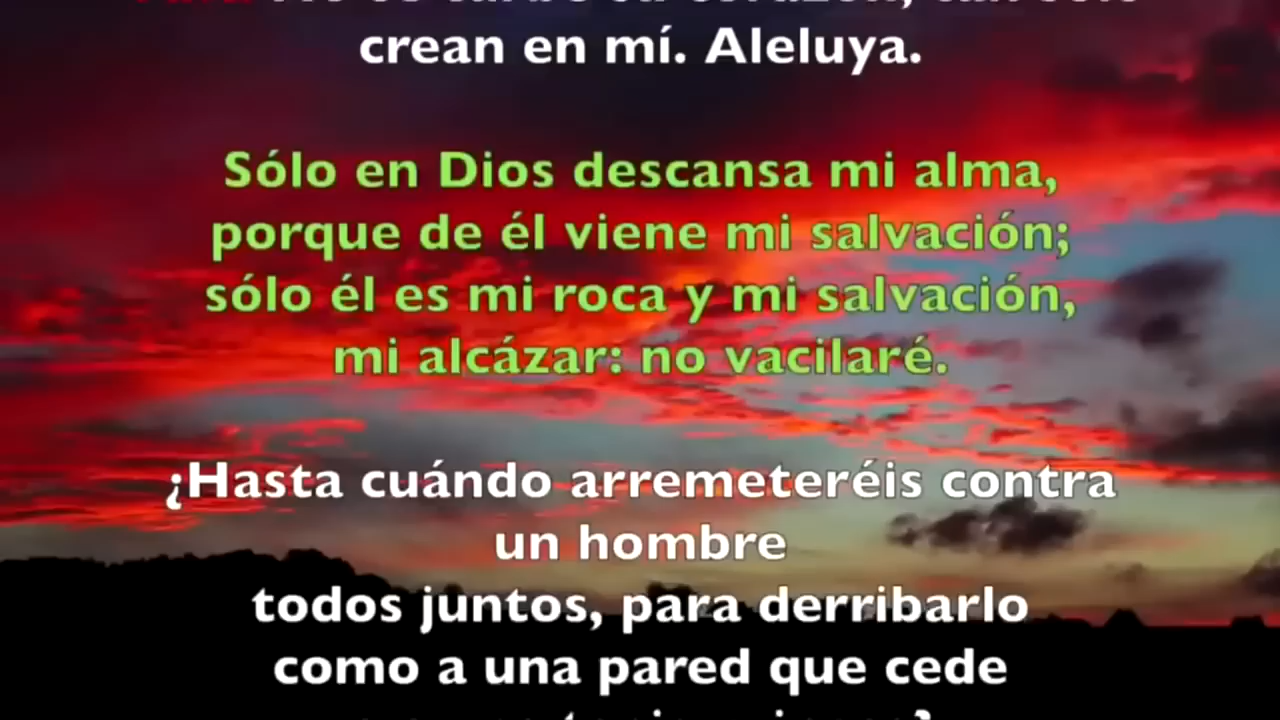 crean en mí. Aleluya.
Sólo en Dios descansa mi alma,
porque de él viene mi salvación;
sólo él es mi roca y mi salvación,
mi alcázar: no vacilaré.
¿Hasta cuándo arremeteréis contra
un hombre
todos juntos, para derribarlo
como a una pared que cede